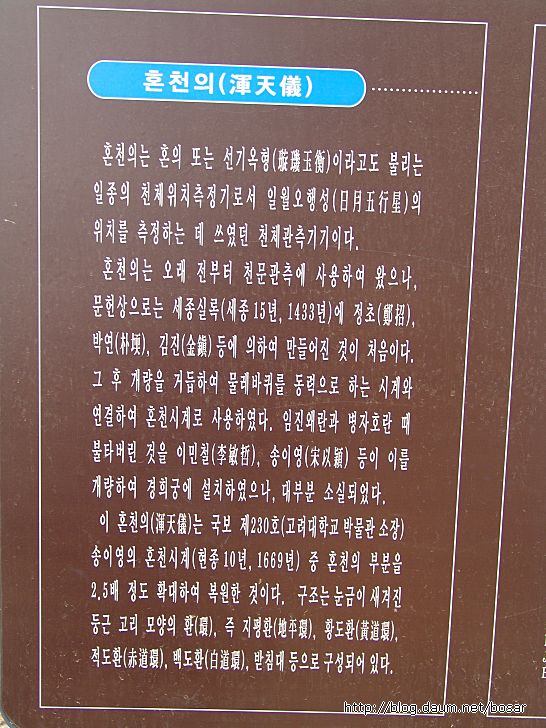 혼천의(渾天儀)
혼천의는 혼의 또는 선기옥형(璇璣玉衡)이라고도 불리는
일종의 천체위치측정기로서 일월오행성(日月五行星)의
위치를 측정하는 데 쓰였던 천체관측기기이다.
혼천의는 오래 전부터 천문관측에 사용하여 왔으나,
문헌상으로는 세종실록(세종 15년, 1433년)에 정초(鄭招),
박연(朴堧), 김진(金鎭) 등에 의하여 만들어진 것이 처음이다.
그 후 개량을 거듭하여 물레바퀴를 동력으로 하는 시계와
연결하여 혼천시계로 사용하였다. 임진왜란과 병자호란 때
불타버린 것을 이민철(李敏哲), 송이영(宋以穎) 등이 이를
개량하여 경희궁에 설치하였으나, 대부분 소실되었다.
이 혼천의(渾天儀)는 국보 제230호(고려대학교 박물관 소장)
송이영의 혼천시계(현종 10년, 1669년) 중 혼천의 부분을
2.5배 정도 확대하여 복원한 것이다. 구조는 눈금이 새겨진
둥근 고리 모양의 환(環), 즉 지평환(地平環), 황도환(黃道環),
적도환(赤道環), 백도환(白道環), 받침대 등으로 구성되어 있다.
http://blog.daum.net/bosar